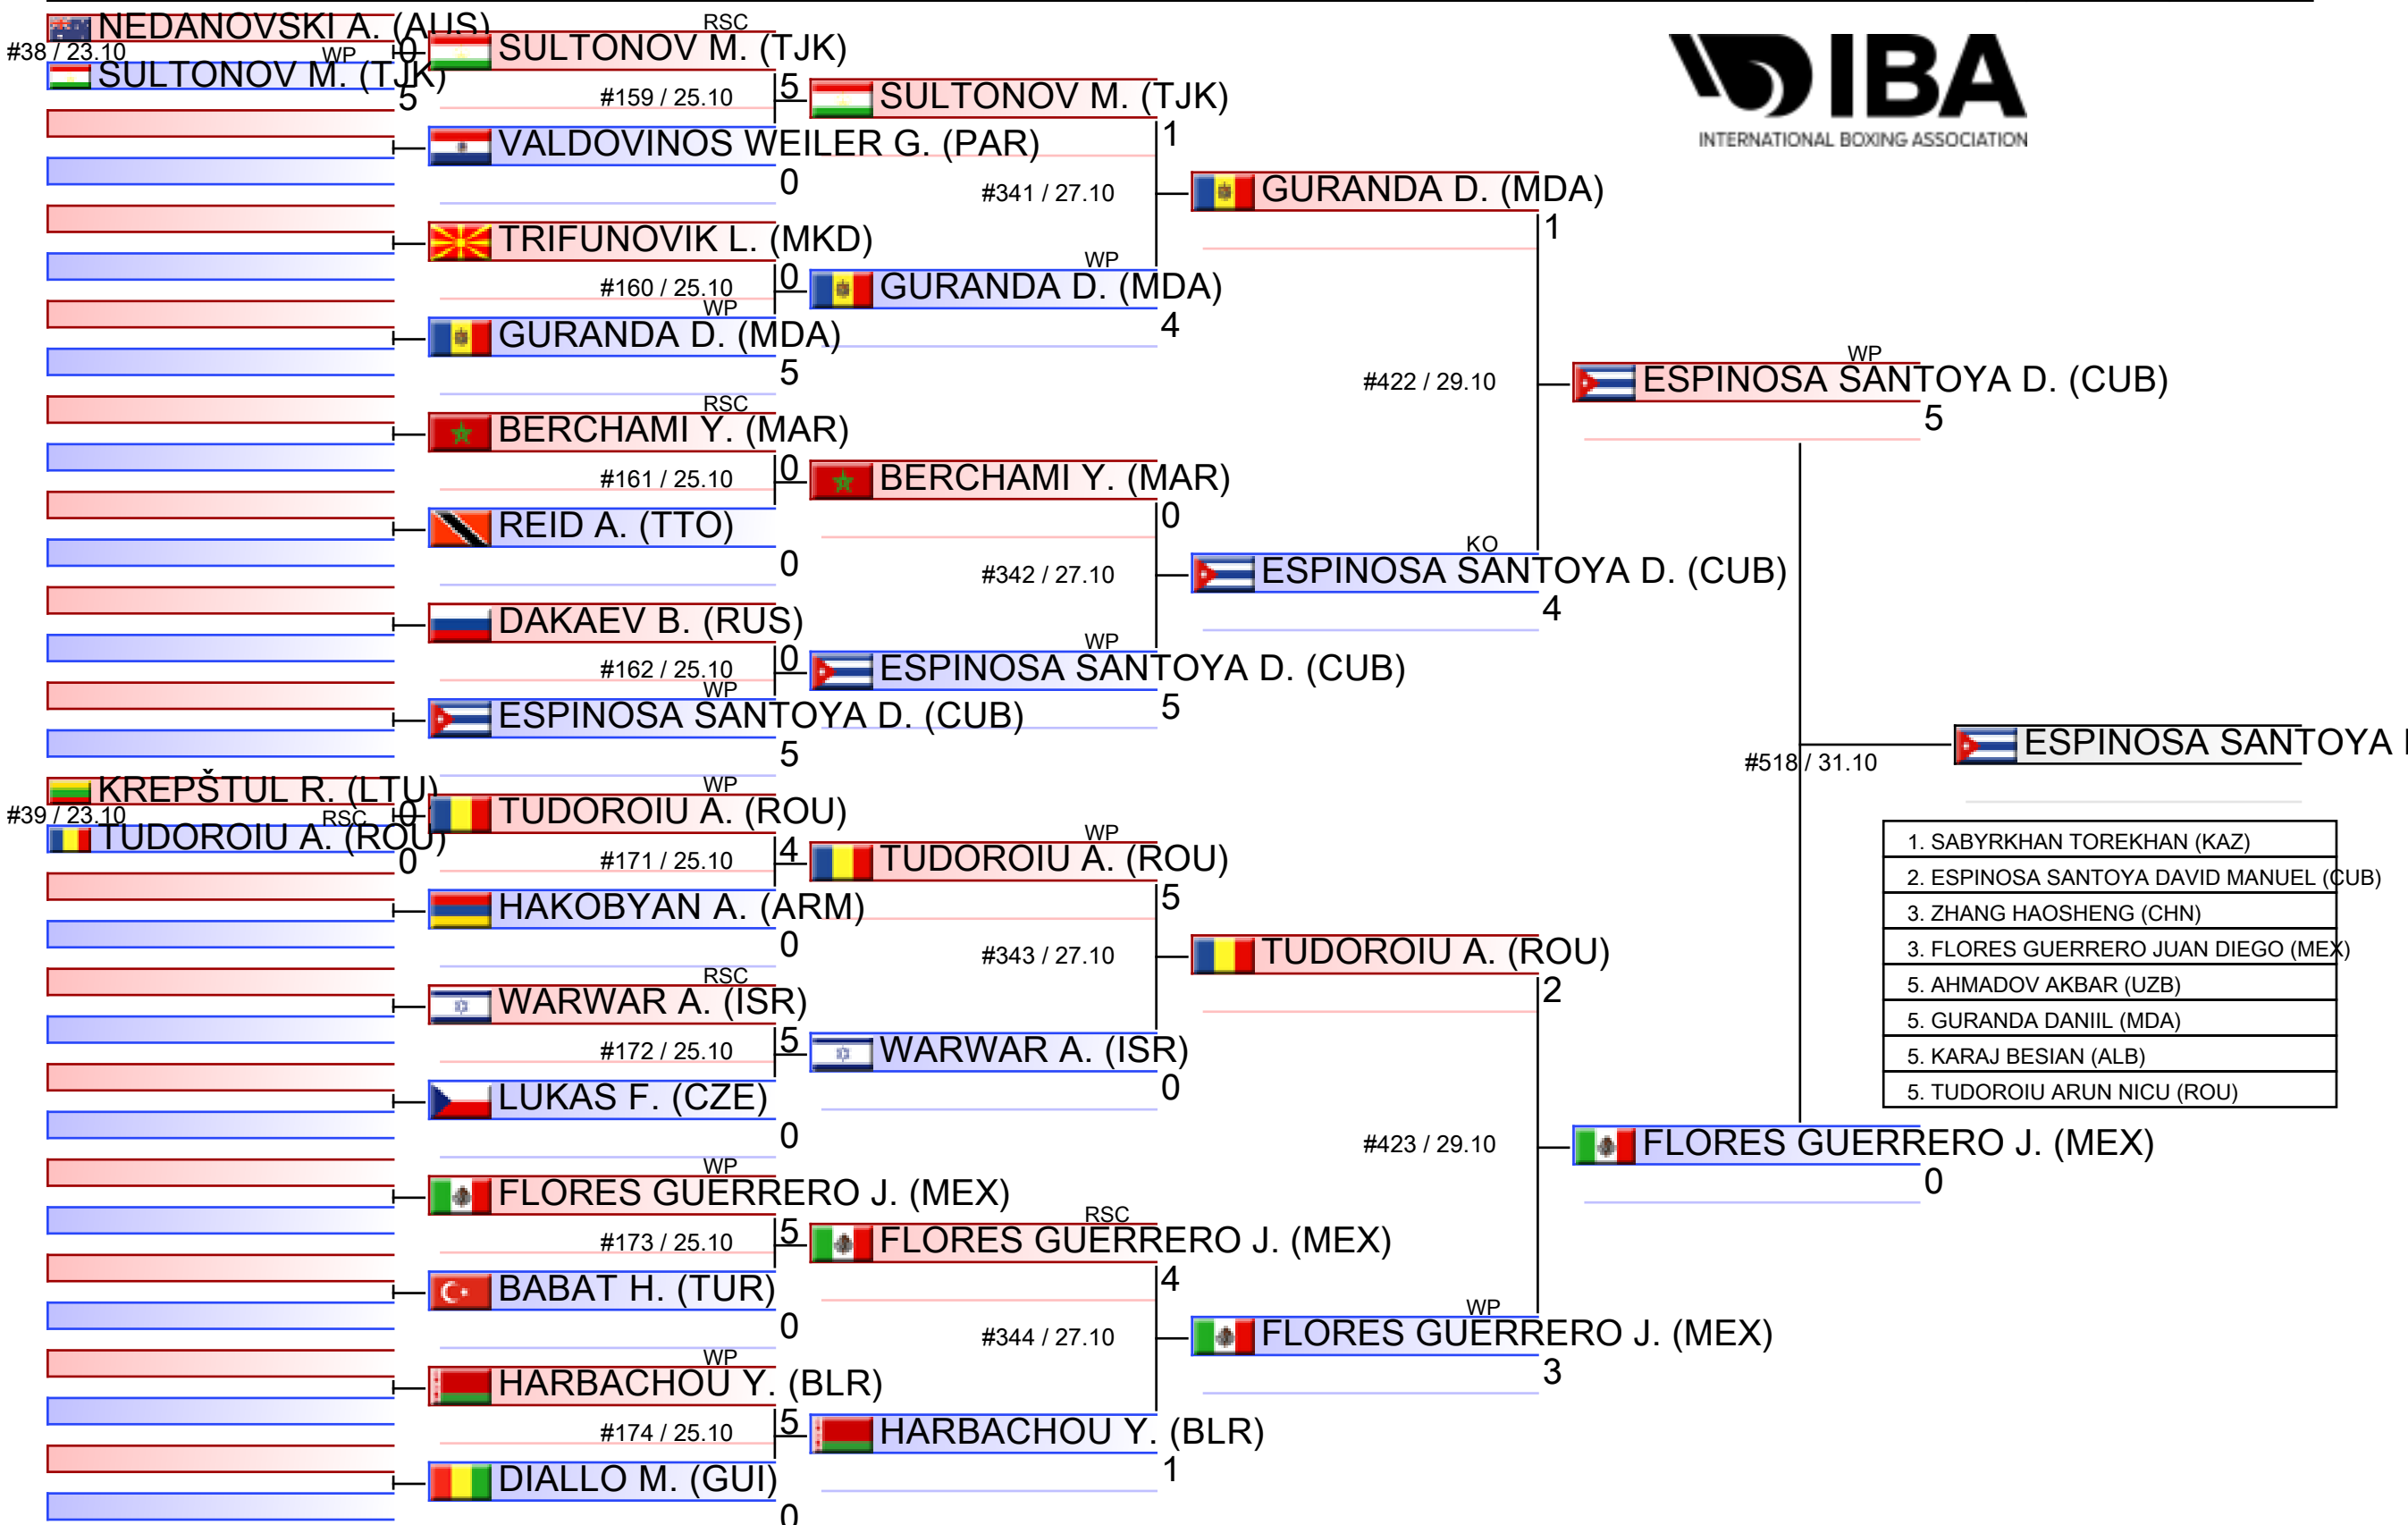 NEDANOVSKI A. (AUS)
#38 / 23.10
WP
0
SULTONOV M. (TJK)
5
KREPŠTUL R. (LTU)
#39 / 23.10
RSC
0
TUDOROIU A. (ROU)
0
RSC
SULTONOV M. (TJK)
#159 / 25.10
5
VALDOVINOS WEILER G. (PAR)
0
TRIFUNOVIK L. (MKD)
#160 / 25.10
0
WP
GURANDA D. (MDA)
5
RSC
BERCHAMI Y. (MAR)
#161 / 25.10
0
REID A. (TTO)
0
DAKAEV B. (RUS)
#162 / 25.10
0
WP
ESPINOSA SANTOYA D. (CUB)
5
WP
TUDOROIU A. (ROU)
#171 / 25.10
4
HAKOBYAN A. (ARM)
0
RSC
WARWAR A. (ISR)
#172 / 25.10
5
LUKAS F. (CZE)
0
WP
FLORES GUERRERO J. (MEX)
#173 / 25.10
5
BABAT H. (TUR)
0
WP
HARBACHOU Y. (BLR)
#174 / 25.10
5
DIALLO M. (GUI)
0
SULTONOV M. (TJK)
1
#341 / 27.10
WP
GURANDA D. (MDA)
4
BERCHAMI Y. (MAR)
0
#342 / 27.10
WP
ESPINOSA SANTOYA D. (CUB)
5
WP
TUDOROIU A. (ROU)
5
#343 / 27.10
WARWAR A. (ISR)
0
RSC
FLORES GUERRERO J. (MEX)
4
#344 / 27.10
HARBACHOU Y. (BLR)
1
GURANDA D. (MDA)
1
#422 / 29.10
KO
ESPINOSA SANTOYA D. (CUB)
4
TUDOROIU A. (ROU)
2
#423 / 29.10
WP
FLORES GUERRERO J. (MEX)
3
WP
ESPINOSA SANTOYA D. (CUB)
5
#518 / 31.10
FLORES GUERRERO J. (MEX)
0
ESPINOSA SANTOYA
IBA
INTERNATIONAL BOXING ASSOCIATION
1. SABYRKHAN TOREKHAN (KAZ)
2. ESPINOSA SANTOYA DAVID MANUEL (CUB)
3. ZHANG HAOSHENG (CHN)
3. FLORES GUERRERO JUAN DIEGO (MEX)
5. AHMADOV AKBAR (UZB)
5. GURANDA DANIIL (MDA)
5. KARAJ BESIAN (ALB)
5. TUDOROIU ARUN NICU (ROU)